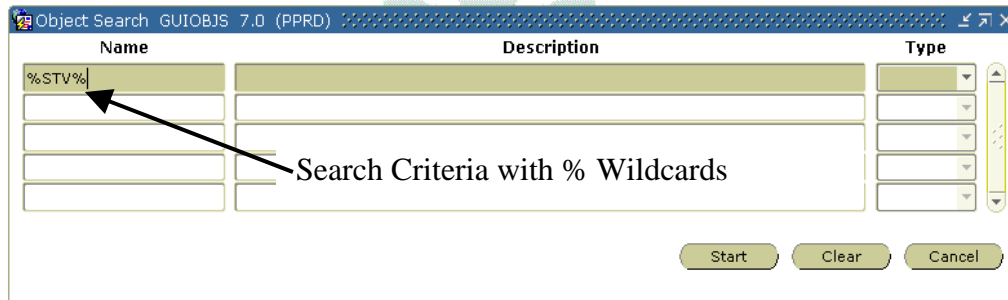 Object Search GUIOBJS 7.0 (PPRD)
Name Description Type
%STV%
Search Criteria with % Wildcards
Start Clear Cancel